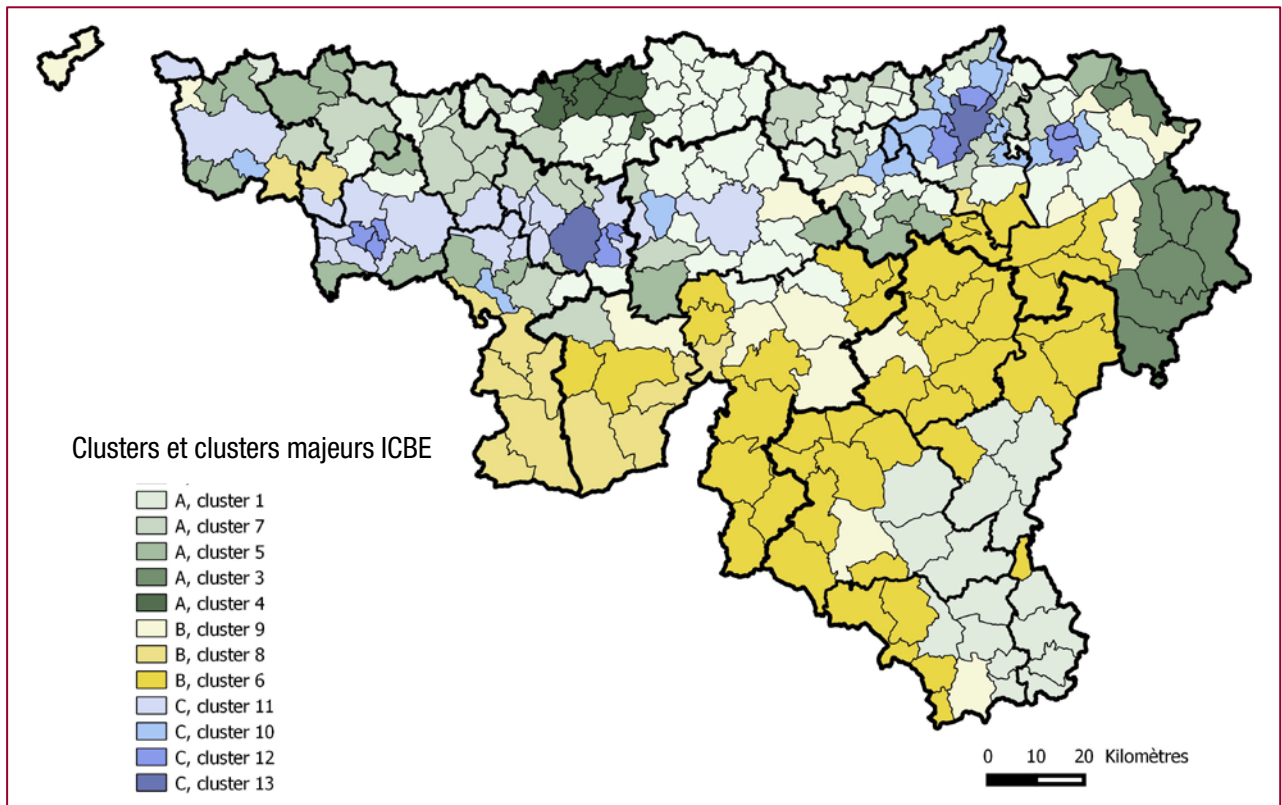 Clusters et clusters majeurs ICBE
A, cluster 1
A, cluster 7
A, cluster 5
A, cluster 3
A, cluster 4
B, cluster 9
B, cluster 8
B, cluster 6
C, cluster 11
C, cluster 10
C, cluster 12
C, cluster 13
0 10 20 Kilomètres